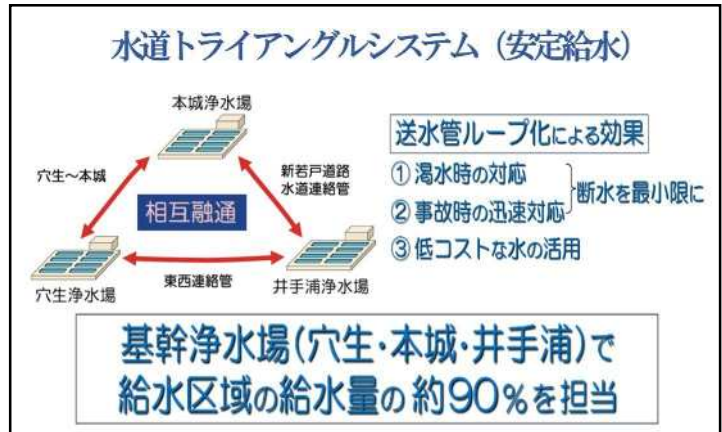 水道トライアングルシステム（安定給水）
本城浄水場
穴生～本城
新若戸道路
水道連絡管
相互融通
穴生浄水場
東西連絡管
井手浦浄水場
送水管ループ化による効果
① 渇水時の対応
② 事故時の迅速対応
断水を最小限に
③ 低コストな水の活用
基幹浄水場（穴生・本城・井手浦）で
給水区域の給水量の約90％を担当